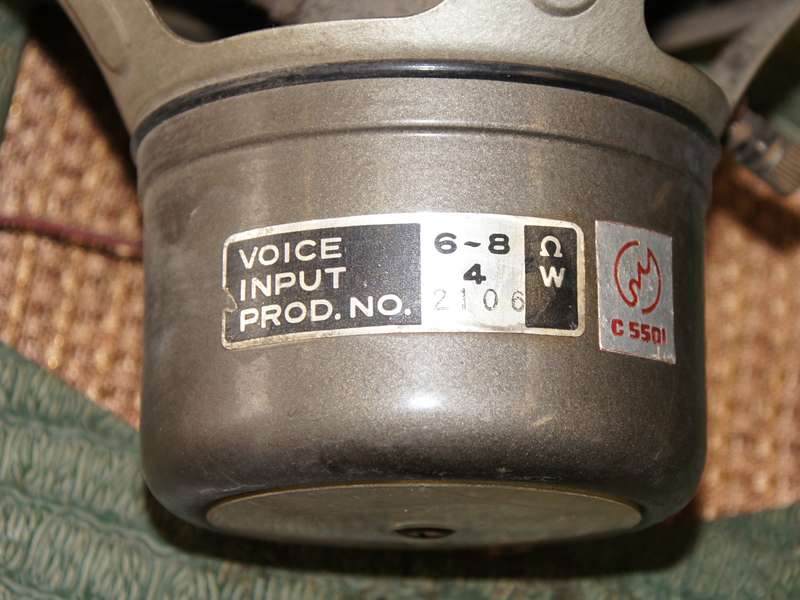 VOICE 6~8 Ω
INPUT 4 W
PROD. NO. 2106
C 5501